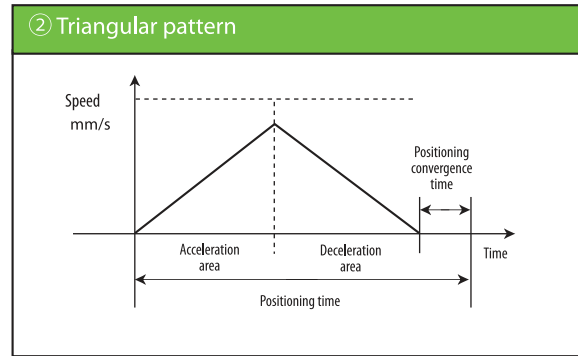 ② Triangular pattern
Speed
mm/s
Positioning
convergence
time
Acceleration
area
Deceleration
area
Time
Positioning time